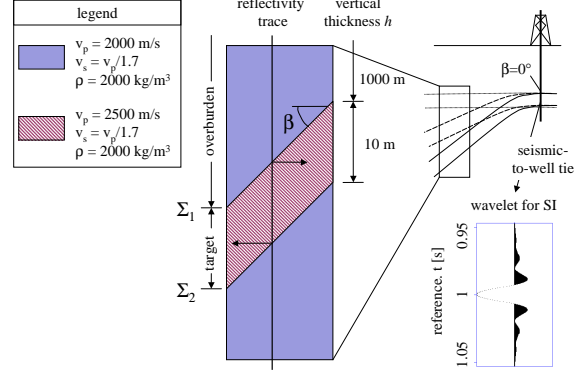 legend
v_p = 2000 m/s
v_s = v_p/1.7
ρ = 2000 kg/m³
v_p = 2500 m/s
v_s = v_p/1.7
ρ = 2000 kg/m³
reflectivity
trace
vertical
thickness h
1000 m
10 m
β
overburden
target
Σ₁
Σ₂
β=0°
seismic-
to-well tie
wavelet for SI
reference. t [s]
0.95
1
1.05